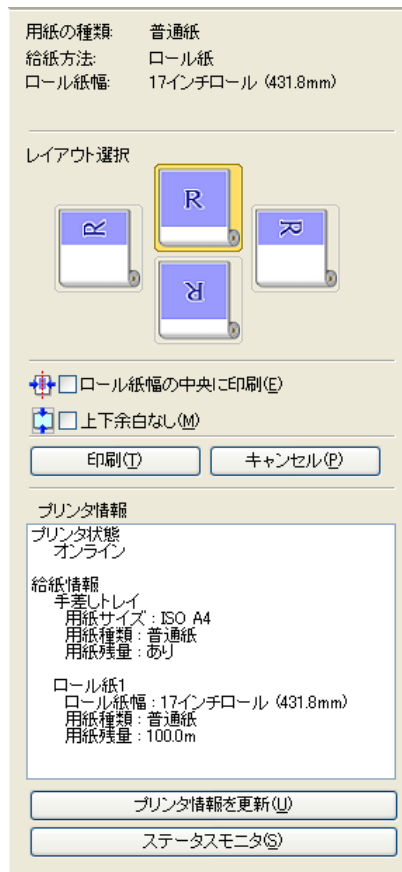 用紙の種類: 普通紙
給紙方法: ロール紙
ロール紙幅: 17インチロール (431.8mm)
レイアウト選択
R
R R
R
ロール紙幅の中央に印刷(E)
上下余白なし(M)
印刷(T) キャンセル(P)
プリンタ情報
プリンタ状態
オンライン
給紙情報
手差しトレイ
用紙サイズ : ISO A4
用紙種類 : 普通紙
用紙残量 : あり
ロール紙1
ロール紙幅 : 17インチロール (431.8mm)
用紙種類 : 普通紙
用紙残量 : 100.0m
プリンタ情報を更新(U)
ステータスモニタ(S)